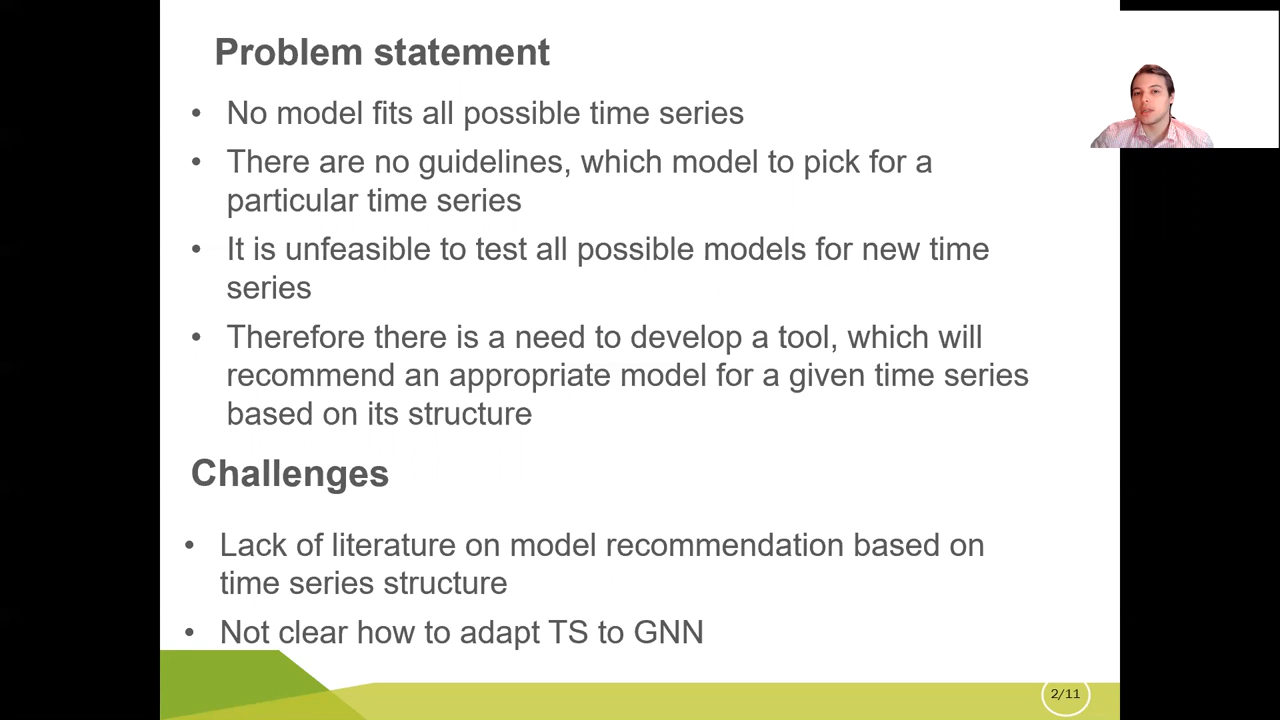 Problem statement
• No model fits all possible time series
• There are no guidelines, which model to pick for a
particular time series
• It is unfeasible to test all possible models for new time
series
• Therefore there is a need to develop a tool, which will
recommend an appropriate model for a given time series
based on its structure
Challenges
• Lack of literature on model recommendation based on
time series structure
• Not clear how to adapt TS to GNN
2/11